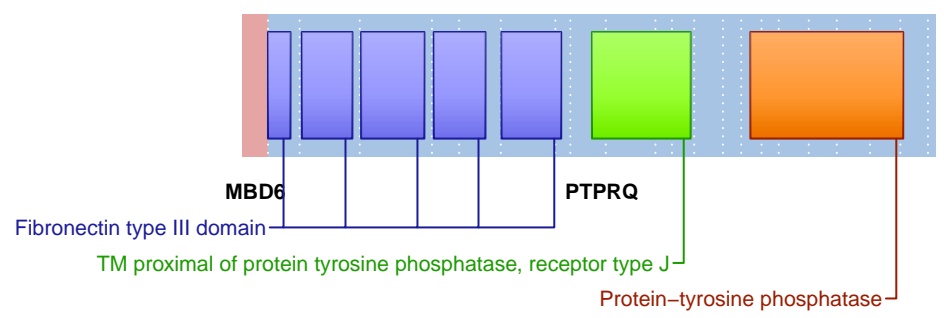 MBD6 PTPRQ
Fibronectin type III domain
TM proximal of protein tyrosine phosphatase, receptor type J
Protein−tyrosine phosphatase